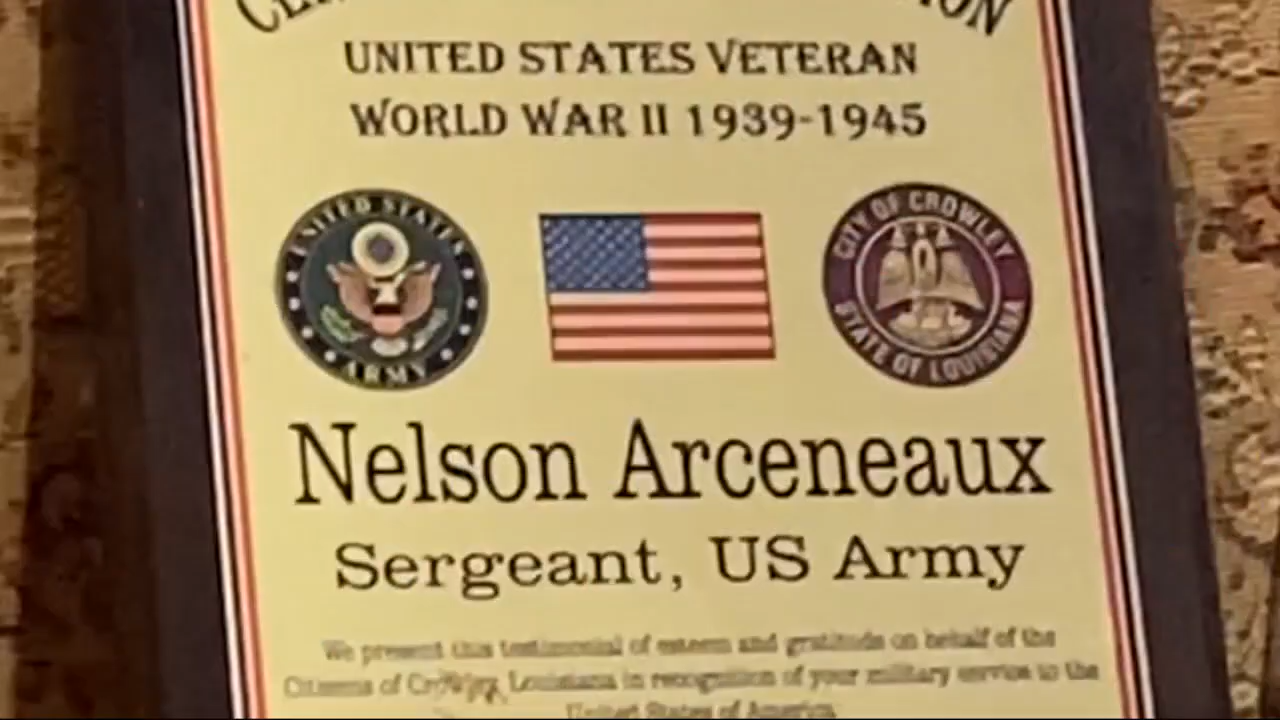 UNITED STATES VETERAN
WORLD WAR II 1939-1945
UNITED STATES ARMY
CITY OF CROWLEY STATE OF LOUISIANA
Nelson Arceneaux
Sergeant, US Army
We present this testimonial of esteem and gratitude on behalf of the
Citizens of Crowley, Louisiana in recognition of your military service to the
United States of America